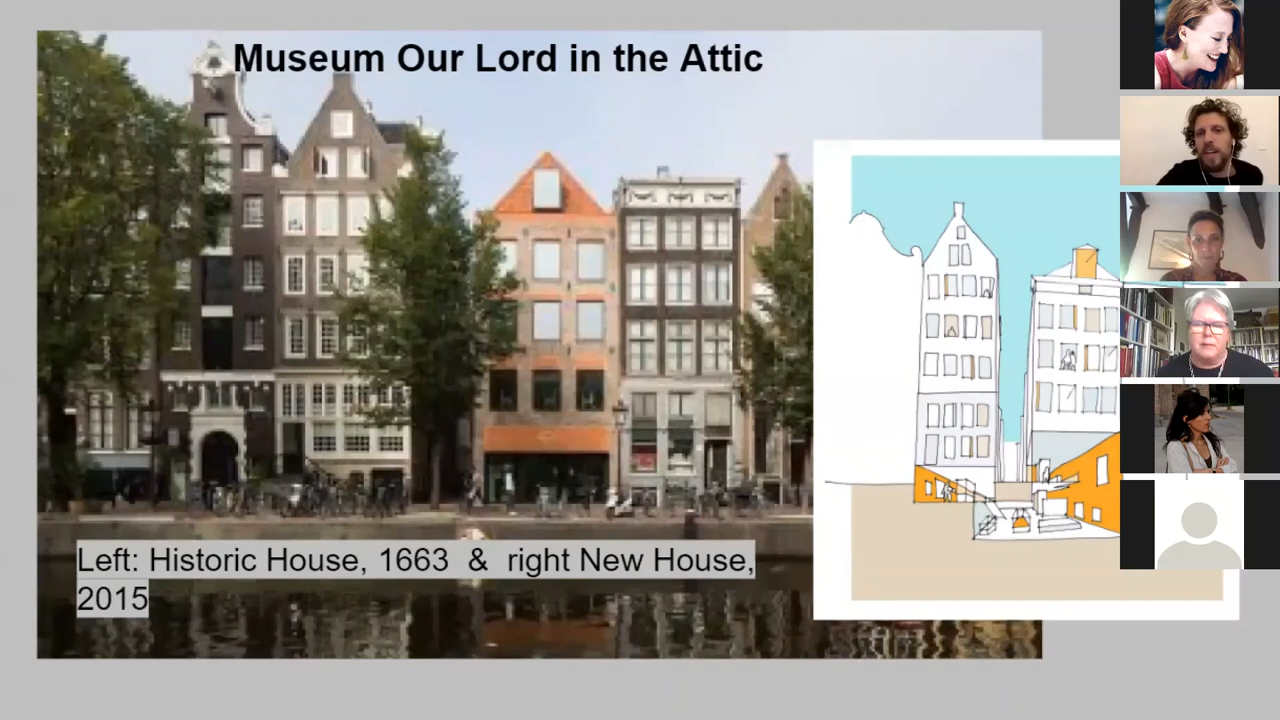 Museum Our Lord in the Attic
Left: Historic House, 1663 & right New House,
2015